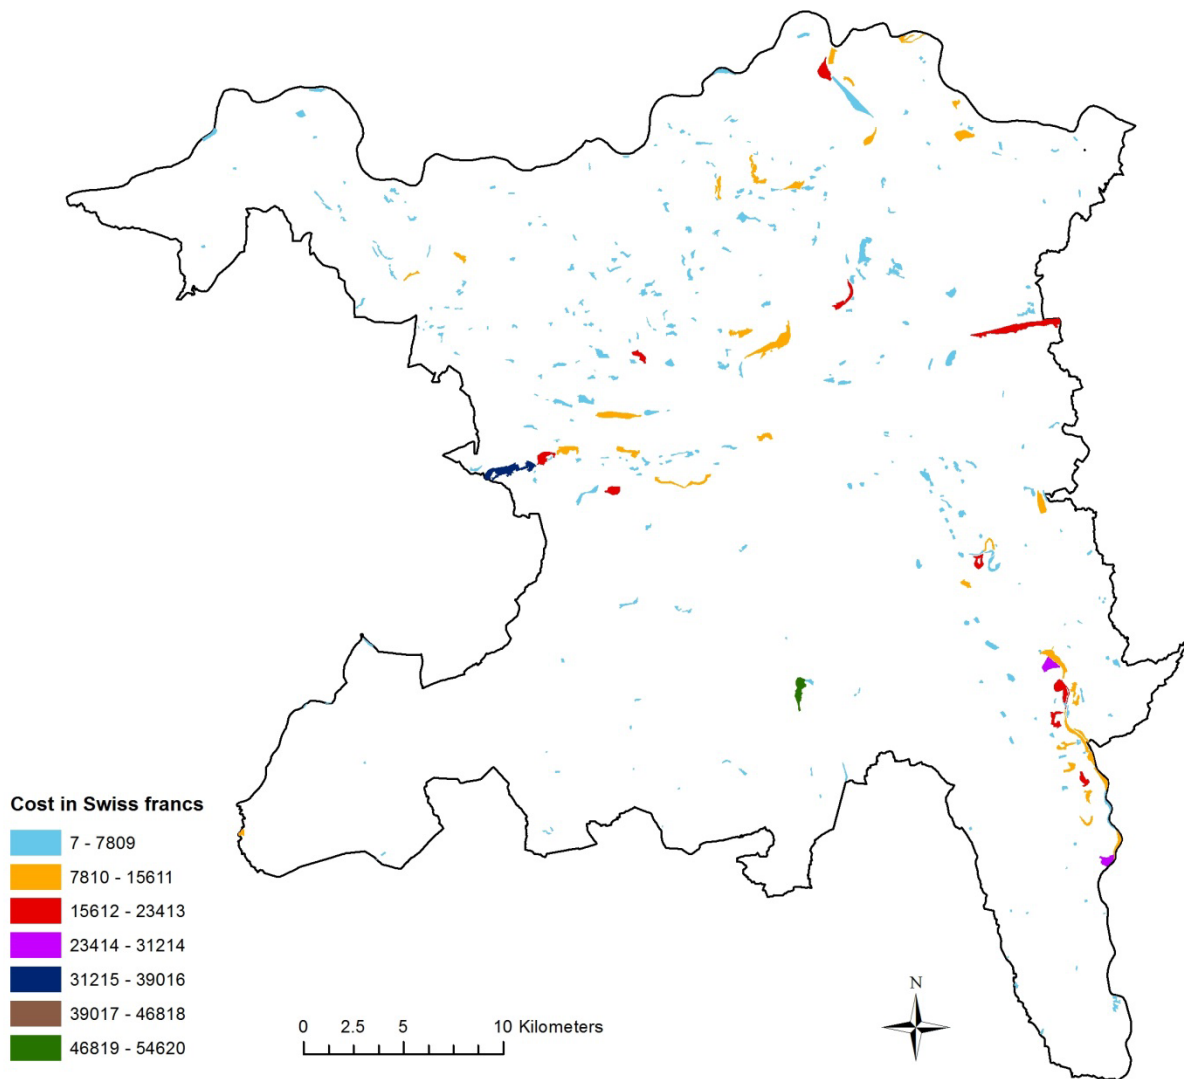 Cost in Swiss francs
7 - 7809
7810 - 15611
15612 - 23413
23414 - 31214
31215 - 39016
39017 - 46818
46819 - 54620
0 2.5 5 10 Kilometers
N